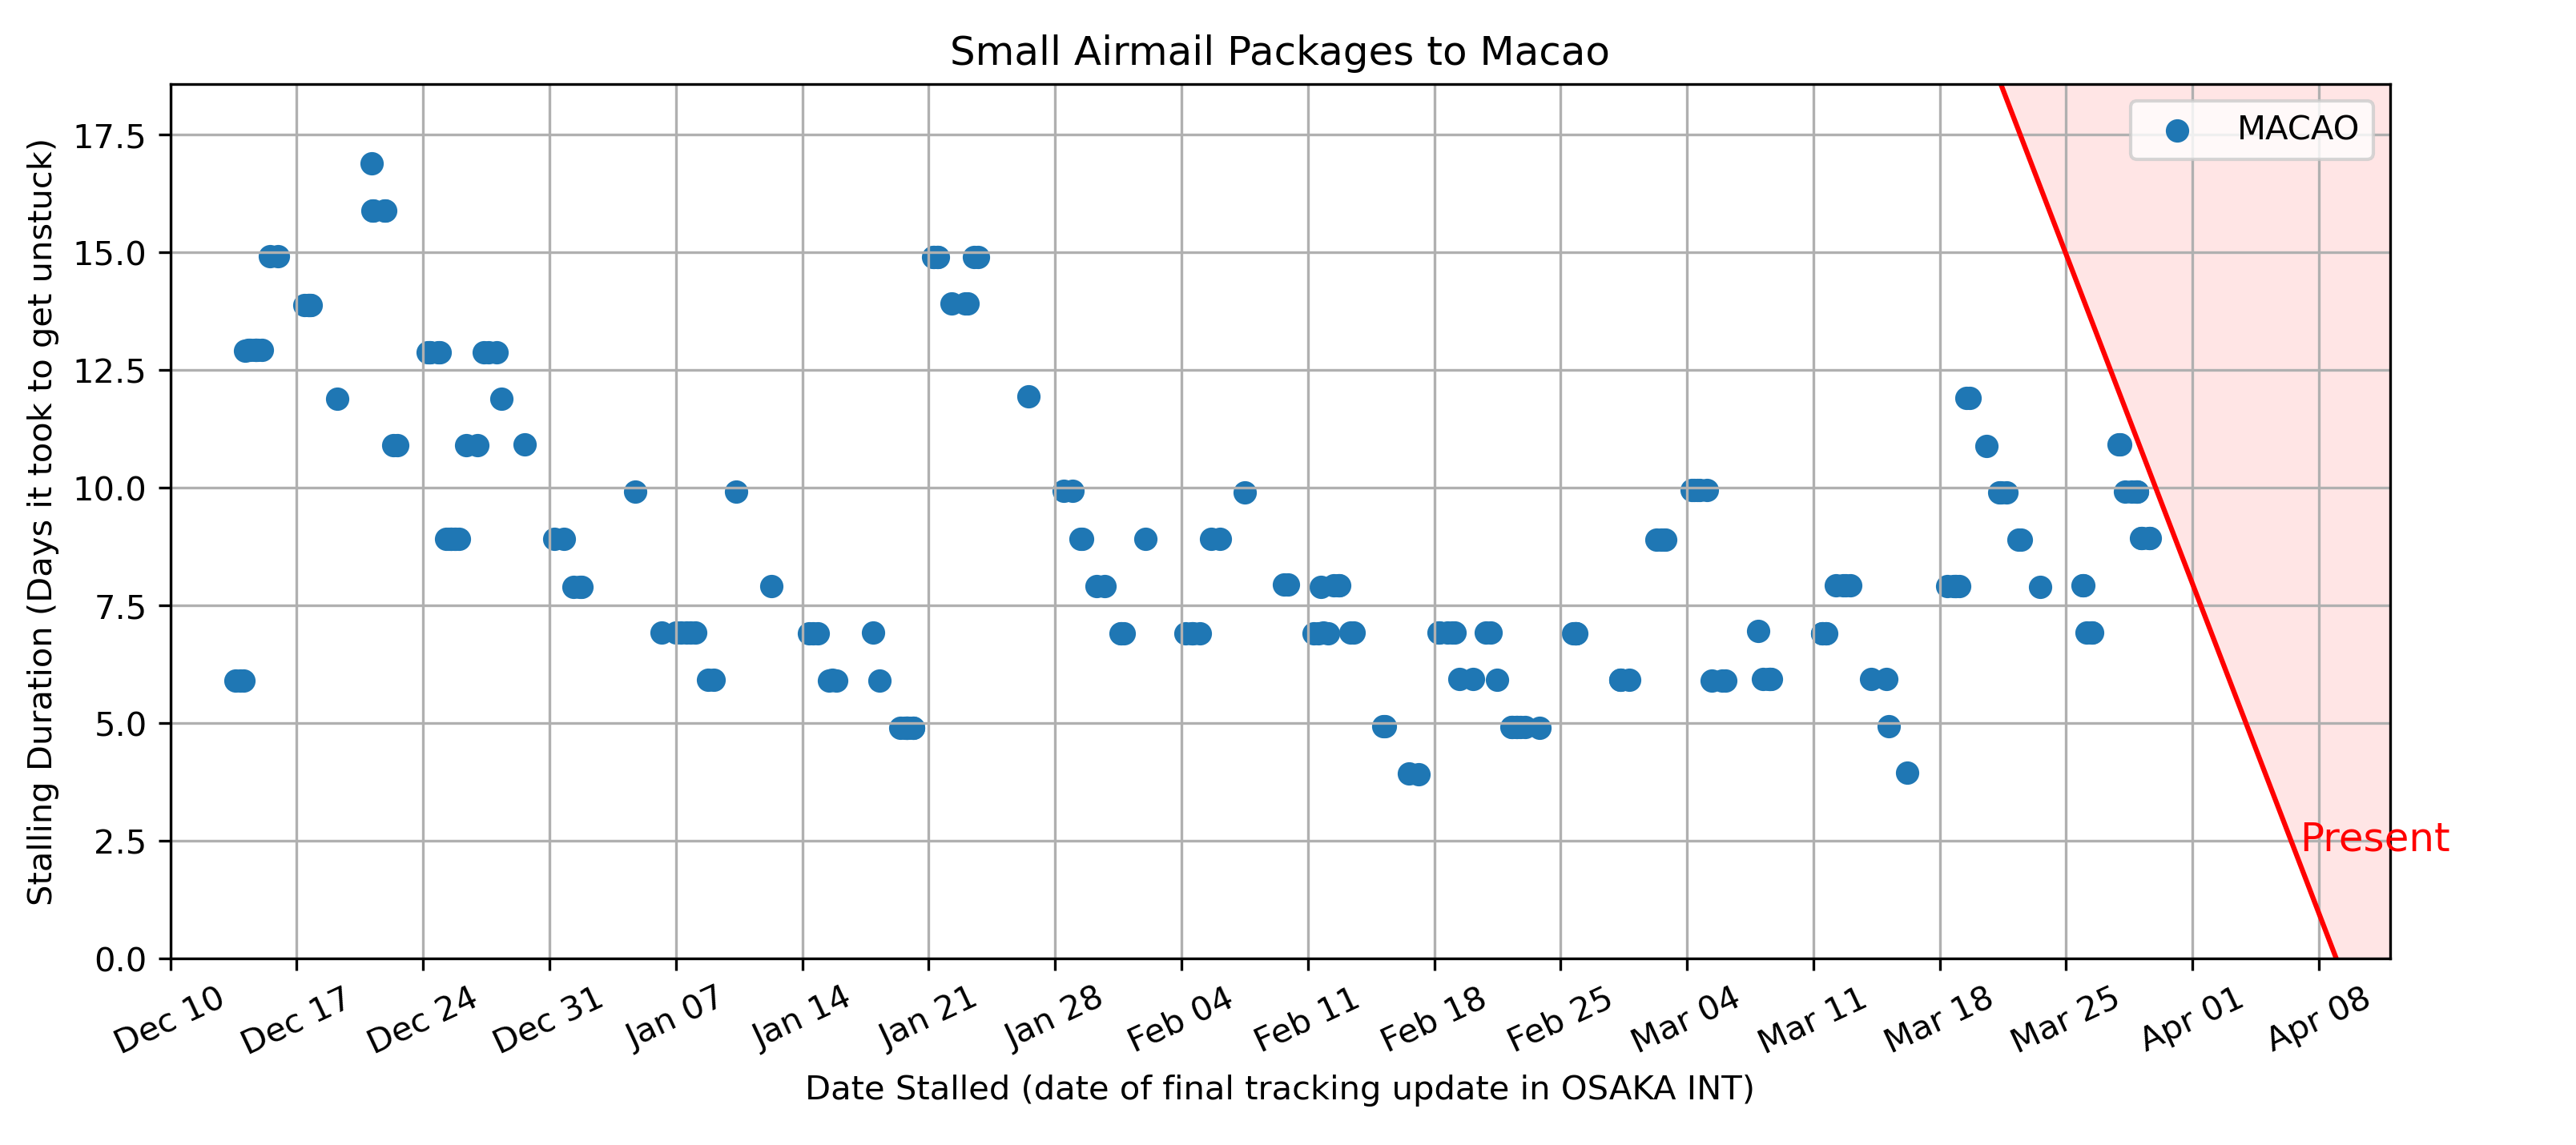 Small Airmail Packages to Macao
Stalling Duration (Days it took to get unstuck)
17.5
15.0
12.5
10.0
7.5
5.0
2.5
0.0
MACAO
Present
Dec 10
Dec 17
Dec 24
Dec 31
Jan 07
Jan 14
Jan 21
Jan 28
Feb 04
Feb 11
Feb 18
Feb 25
Mar 04
Mar 11
Mar 18
Mar 25
Apr 01
Apr 08
Date Stalled (date of final tracking update in OSAKA INT)